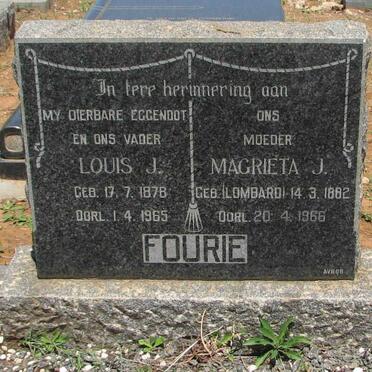 In tere herinnering aan
MY DIERBARE EGGENOOT ONS
EN ONS VADER MOEDER
LOUIS J. MAGRIETA J.
GEB. 17. 7. 1878 GEB. (LOMBARD) 14. 3. 1882
OORL. 1. 4. 1965 OORL. 20. 4. 1966
FOURIE
AVBOB